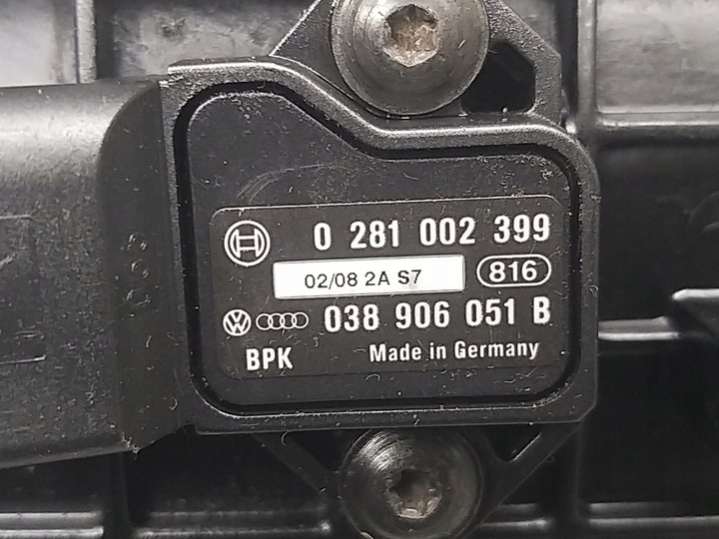 0 281 002 399
02/08 2A S7 816
038 906 051 B
BPK Made in Germany